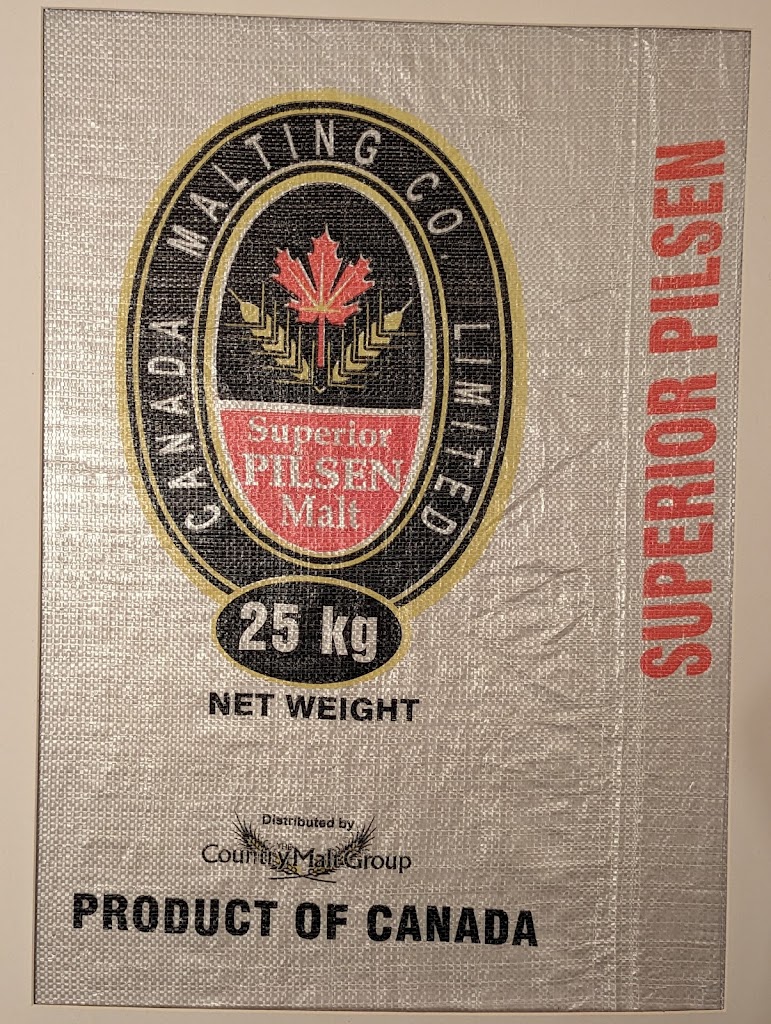 CANADA MALTING CO. LIMITED
Superior
PILSEN
Malt
25 kg
NET WEIGHT
Distributed by
THE
Country Malt Group
PRODUCT OF CANADA
SUPERIOR PILSEN